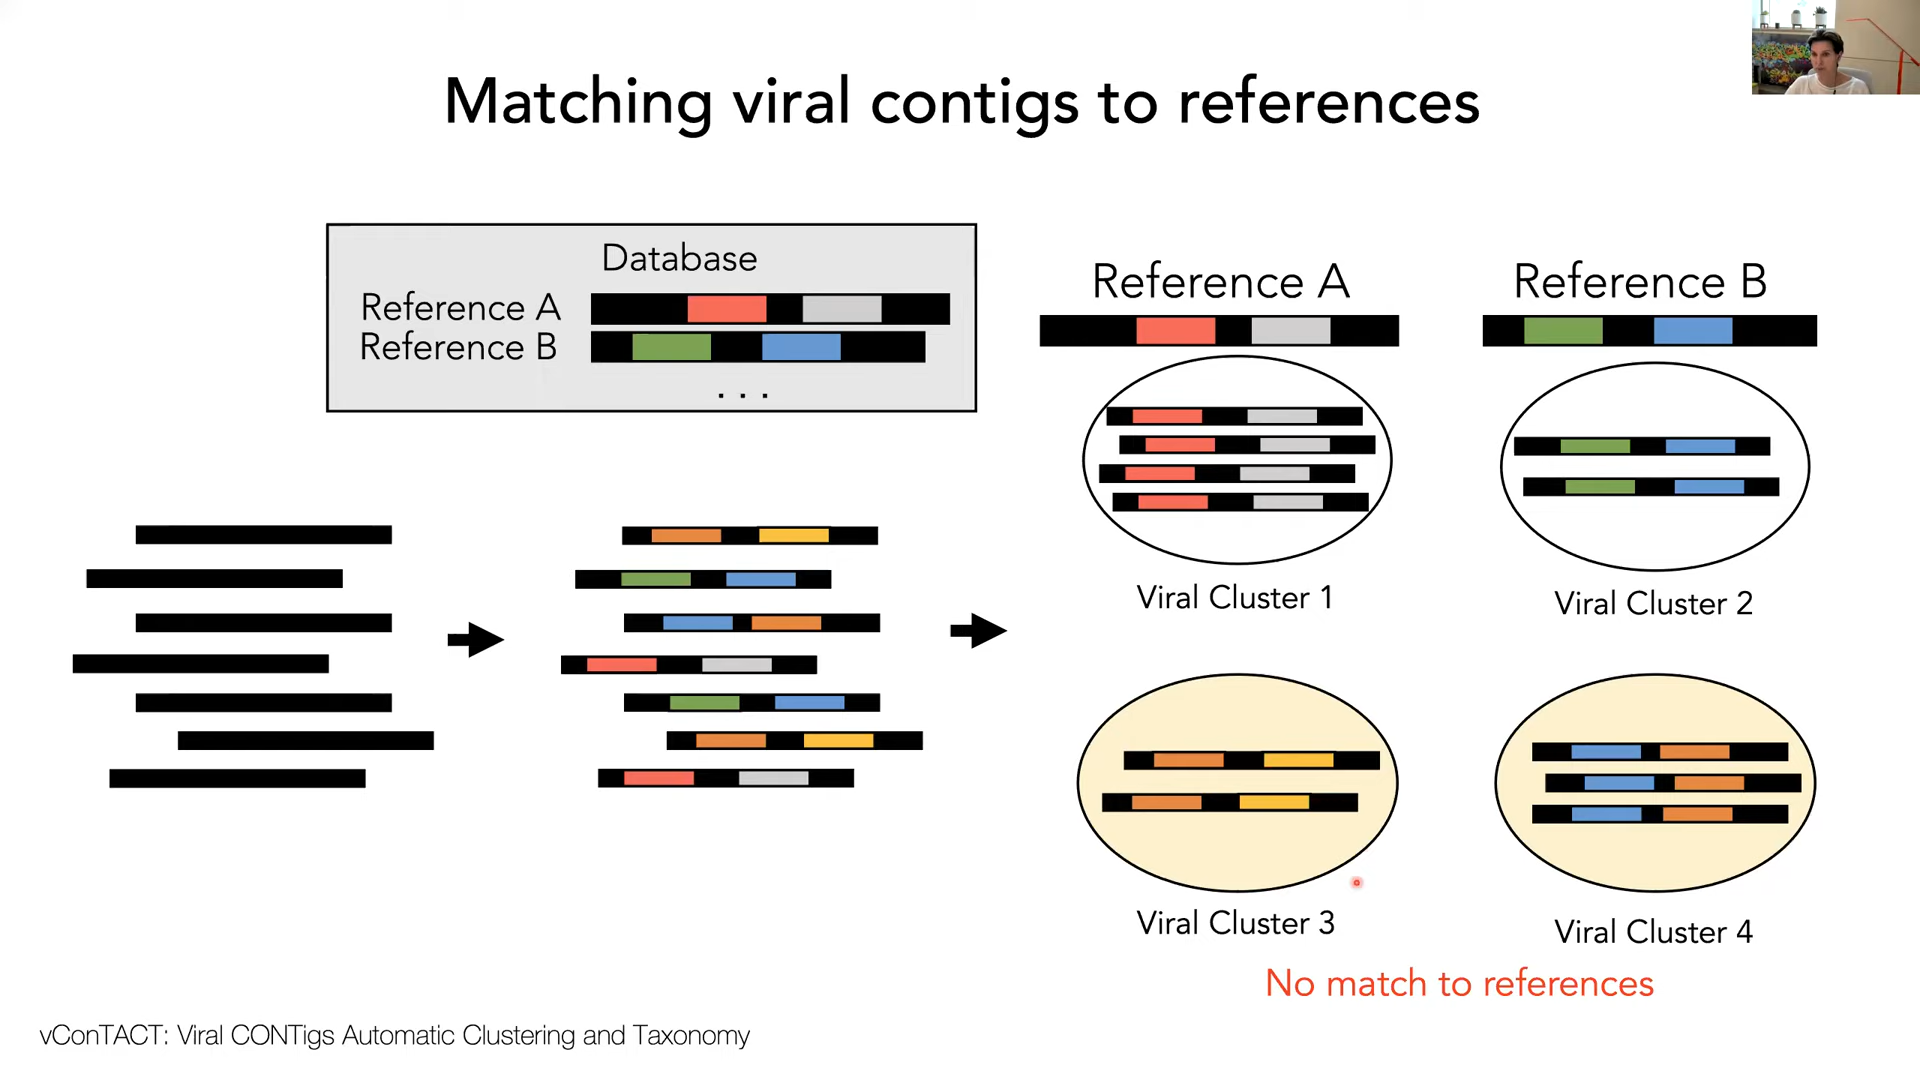 Matching viral contigs to references
Database
Reference A
Reference B
. . .
Reference A
Reference B
Viral Cluster 1
Viral Cluster 2
Viral Cluster 3
Viral Cluster 4
No match to references
vConTACT: Viral CONTigs Automatic Clustering and Taxonomy